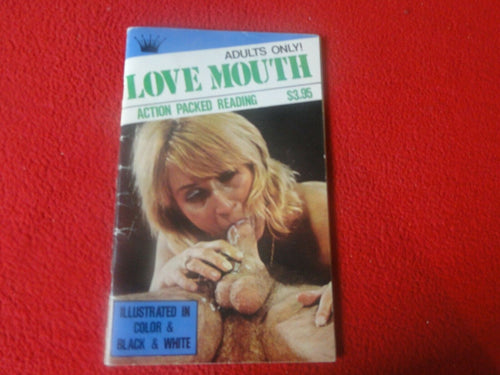 ADULTS ONLY!
LOVE MOUTH
ACTION PACKED READING $3.95
ILLUSTRATED IN
COLOR &
BLACK & WHITE